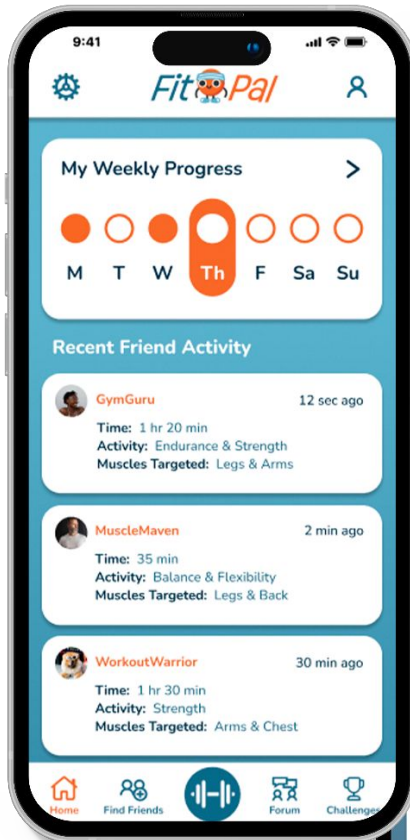 9:41
Fit Pal
My Weekly Progress
M T W Th F Sa Su
Recent Friend Activity
GymGuru 12 sec ago
Time: 1 hr 20 min
Activity: Endurance & Strength
Muscles Targeted: Legs & Arms
MuscleMaven 2 min ago
Time: 35 min
Activity: Balance & Flexibility
Muscles Targeted: Legs & Back
WorkoutWarrior 30 min ago
Time: 1 hr 30 min
Activity: Strength
Muscles Targeted: Arms & Chest
Home Find Friends Forum Challenges